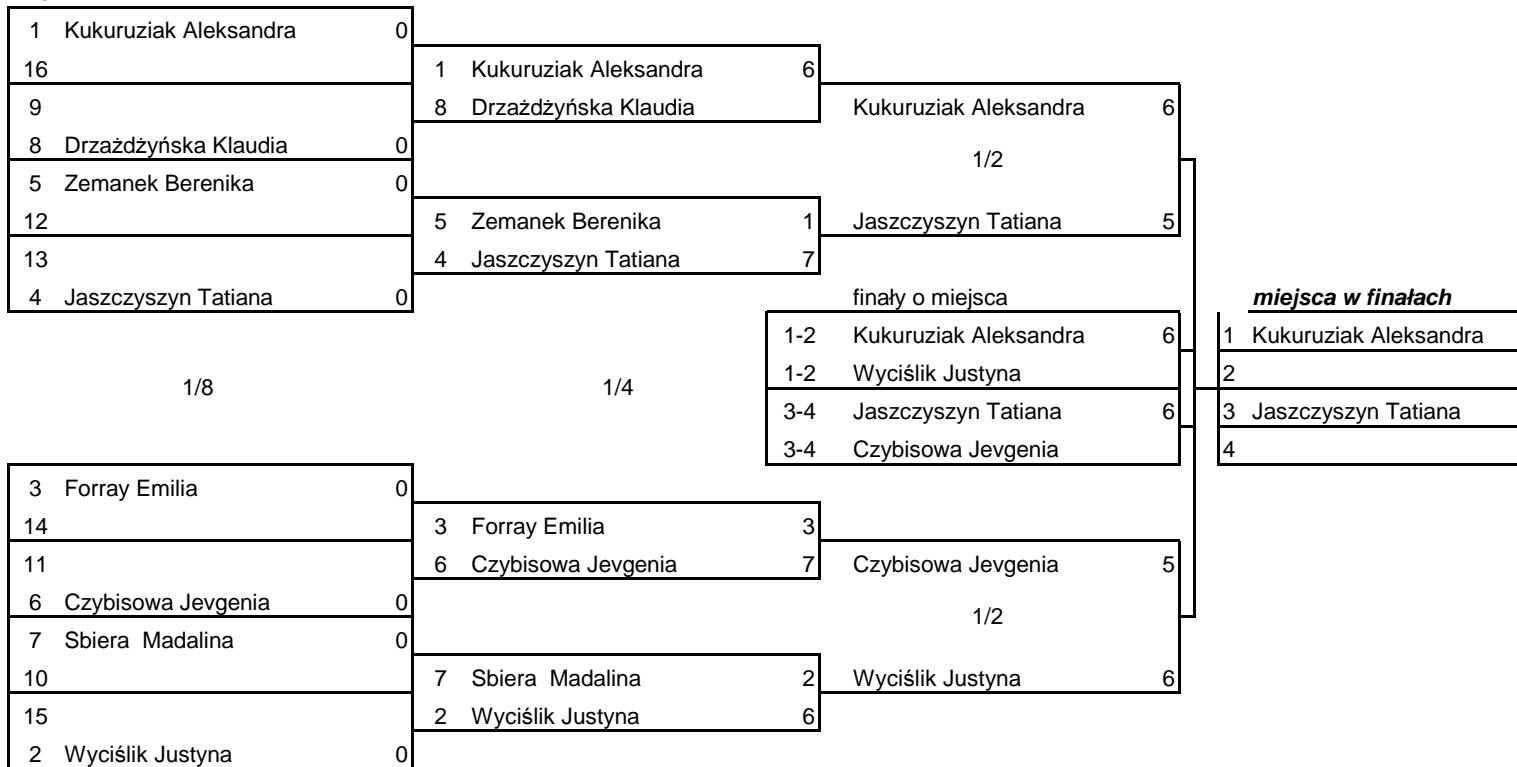 1 Kukuruziak Aleksandra 0
16
1 Kukuruziak Aleksandra 6
9
8 Drzażdżyńska Klaudia
Kukuruziak Aleksandra 6
8 Drzażdżyńska Klaudia 0
1/2
5 Zemanek Berenika 0
12
5 Zemanek Berenika 1
Jaszczyszyn Tatiana 5
13
4 Jaszczyszyn Tatiana 7
4 Jaszczyszyn Tatiana 0
finały o miejsca
miejsca w finałach
1-2 Kukuruziak Aleksandra 6
1 Kukuruziak Aleksandra
1/8
1/4
1-2 Wyciślik Justyna
2
3-4 Jaszczyszyn Tatiana 6
3 Jaszczyszyn Tatiana
3-4 Czybisowa Jevgenia
4
3 Forray Emilia 0
14
3 Forray Emilia 3
11
6 Czybisowa Jevgenia 7
Czybisowa Jevgenia 5
6 Czybisowa Jevgenia 0
1/2
7 Sbiera Madalina 0
10
7 Sbiera Madalina 2
Wyciślik Justyna 6
15
2 Wyciślik Justyna 6
2 Wyciślik Justyna 0